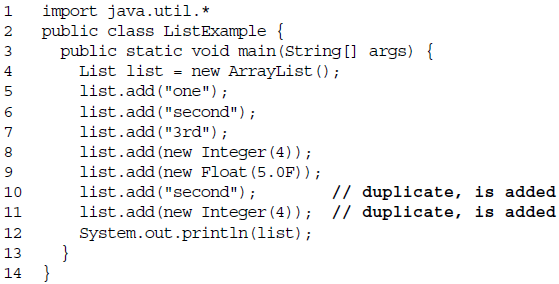 1 import java.util.*
2 public class ListExample {
3 public static void main(String[] args) {
4 List list = new ArrayList();
5 list.add("one");
6 list.add("second");
7 list.add("3rd");
8 list.add(new Integer(4));
9 list.add(new Float(5.0F));
10 list.add("second"); // duplicate, is added
11 list.add(new Integer(4)); // duplicate, is added
12 System.out.println(list);
13 }
14 }